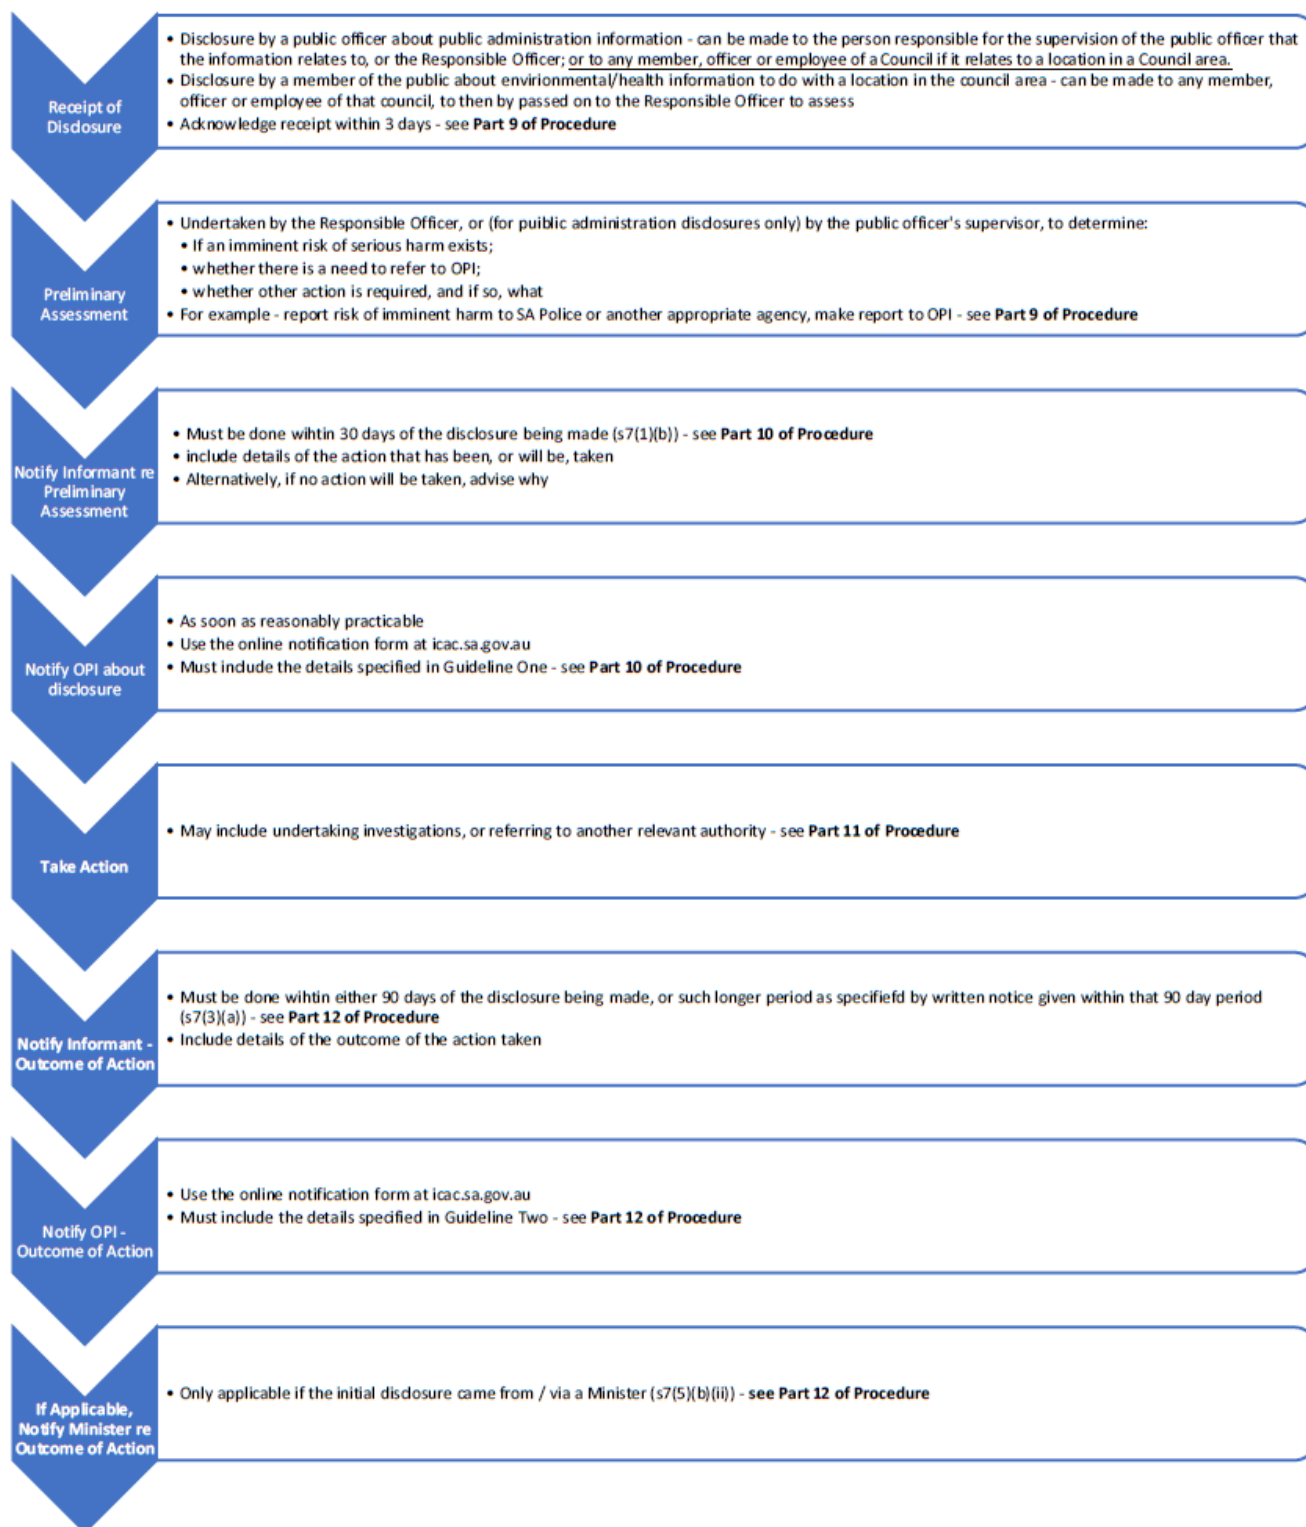 Receipt of
Disclosure
• Disclosure by a public officer about public administration information - can be made to the person responsible for the supervision of the public officer that
the information relates to, or the Responsible Officer; or to any member, officer or employee of a Council if it relates to a location in a Council area.
• Disclosure by a member of the public about envirionmental/health information to do with a location in the council area - can be made to any member,
officer or employee of that council, to then by passed on to the Responsible Officer to assess
• Acknowledge receipt within 3 days - see Part 9 of Procedure
Preliminary
Assessment
• Undertaken by the Responsible Officer, or (for puiblic administration disclosures only) by the public officer's supervisor, to determine:
• If an imminent risk of serious harm exists;
• whether there is a need to refer to OPI;
• whether other action is required, and if so, what
• For example - report risk of imminent harm to SA Police or another appropriate agency, make report to OPI - see Part 9 of Procedure
Notify Informant re
Preliminary
Assessment
• Must be done wihtin 30 days of the disclosure being made (s7(1)(b)) - see Part 10 of Procedure
• include details of the action that has been, or will be, taken
• Alternatively, if no action will be taken, advise why
Notify OPI about
disclosure
• As soon as reasonably practicable
• Use the online notification form at icac.sa.gov.au
• Must include the details specified in Guideline One - see Part 10 of Procedure
Take Action
• May include undertaking investigations, or referring to another relevant authority - see Part 11 of Procedure
Notify Informant -
Outcome of Action
• Must be done wihtin either 90 days of the disclosure being made, or such longer period as specifiefd by written notice given within that 90 day period
(s7(3)(a)) - see Part 12 of Procedure
• Include details of the outcome of the action taken
Notify OPI -
Outcome of Action
• Use the online notification form at icac.sa.gov.au
• Must include the details specified in Guideline Two - see Part 12 of Procedure
If Applicable,
Notify Minister re
Outcome of Action
• Only applicable if the initial disclosure came from / via a Minister (s7(5)(b)(ii)) - see Part 12 of Procedure